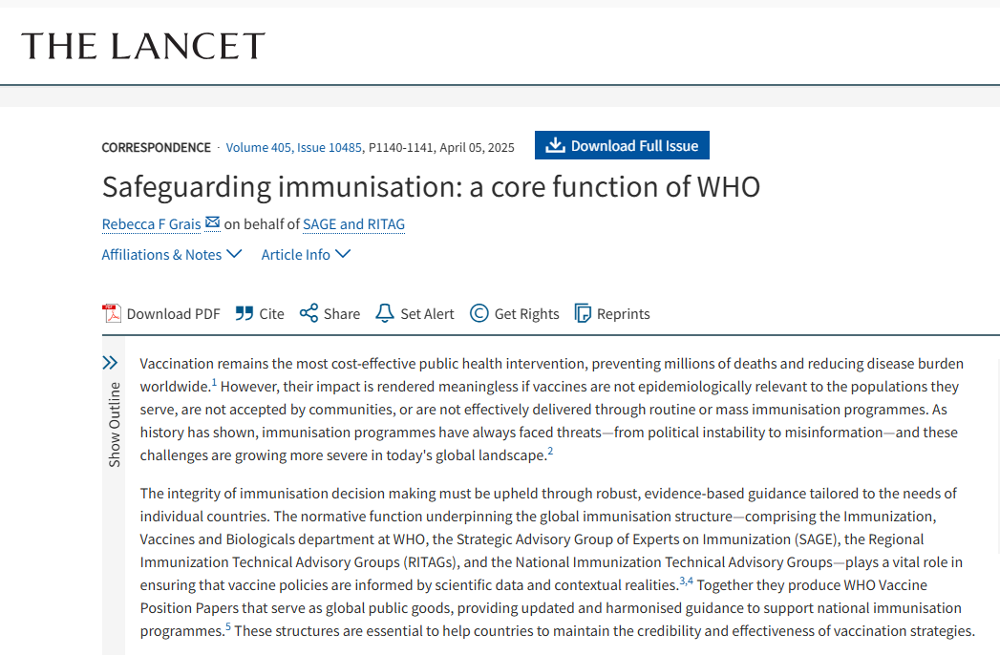 THE LANCET
CORRESPONDENCE · Volume 405, Issue 10485, P1140-1141, April 05, 2025
Download Full Issue
Safeguarding immunisation: a core function of WHO
Rebecca F Grais on behalf of SAGE and RITAG
Affiliations & Notes
Article Info
Download PDF
Cite
Share
Set Alert
Get Rights
Reprints
Show Outline
Vaccination remains the most cost-effective public health intervention, preventing millions of deaths and reducing disease burden
worldwide.1 However, their impact is rendered meaningless if vaccines are not epidemiologically relevant to the populations they
serve, are not accepted by communities, or are not effectively delivered through routine or mass immunisation programmes. As
history has shown, immunisation programmes have always faced threats—from political instability to misinformation—and these
challenges are growing more severe in today's global landscape.2
The integrity of immunisation decision making must be upheld through robust, evidence-based guidance tailored to the needs of
individual countries. The normative function underpinning the global immunisation structure—comprising the Immunization,
Vaccines and Biologicals department at WHO, the Strategic Advisory Group of Experts on Immunization (SAGE), the Regional
Immunization Technical Advisory Groups (RITAGs), and the National Immunization Technical Advisory Groups—plays a vital role in
ensuring that vaccine policies are informed by scientific data and contextual realities.3,4 Together they produce WHO Vaccine
Position Papers that serve as global public goods, providing updated and harmonised guidance to support national immunisation
programmes.5 These structures are essential to help countries to maintain the credibility and effectiveness of vaccination strategies.